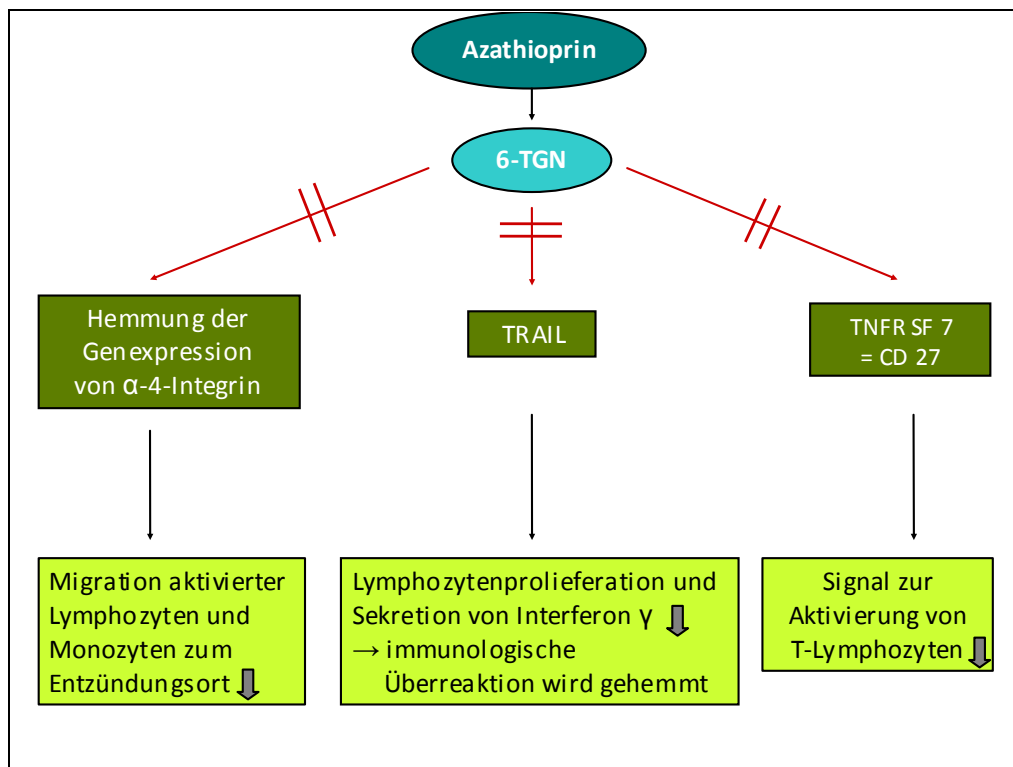 Azathioprin
6-TGN
Hemmung der
Genexpression
von α-4-Integrin
TRAIL
TNFR SF 7
= CD 27
Migration aktivierter
Lymphozyten und
Monozyten zum
Entzündungsort
Lymphozytenprolieferation und
Sekretion von Interferon γ
→ immunologische
Überreaktion wird gehemmt
Signal zur
Aktivierung von
T-Lymphozyten